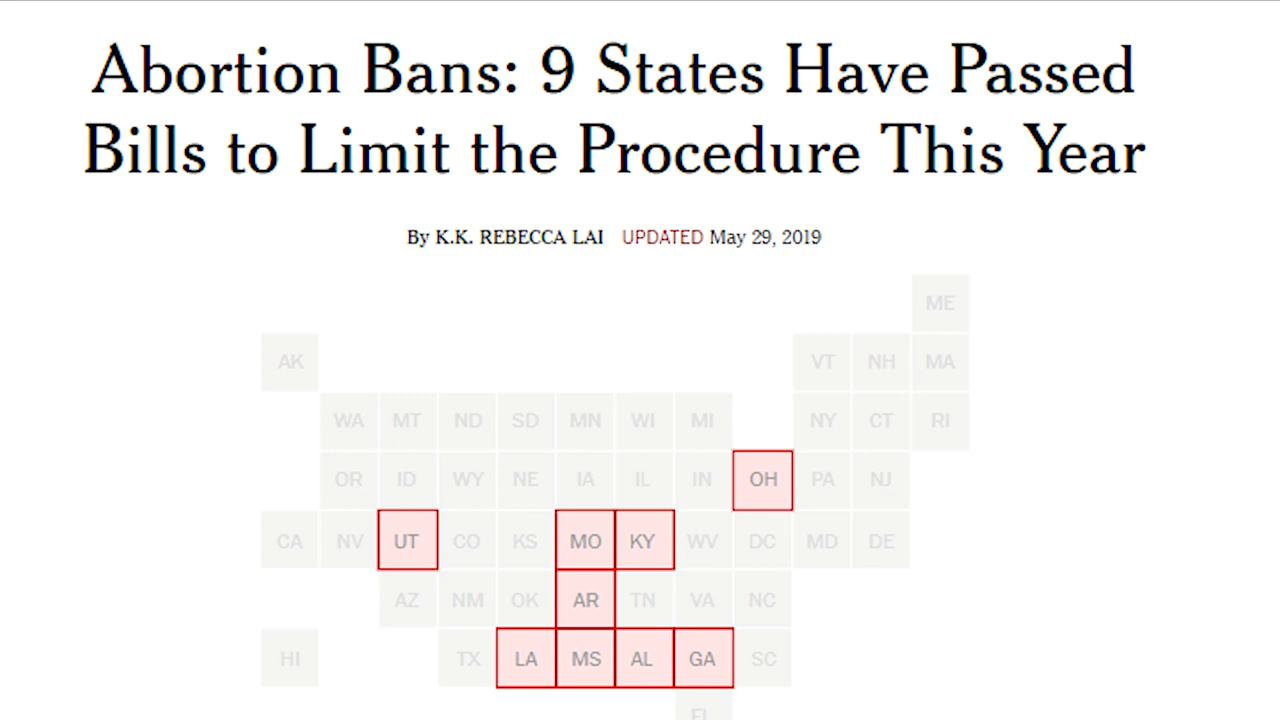 Abortion Bans: 9 States Have Passed
Bills to Limit the Procedure This Year
By K.K. REBECCA LAI UPDATED May 29, 2019
ME
AK VT NH MA
WA MT ND SD MN WI MI NY CT RI
OR ID WY NE IA IL IN OH PA NJ
CA NV UT CO KS MO KY WV DC MD DE
AZ NM OK AR TN VA NC
HI TX LA MS AL GA SC
FL